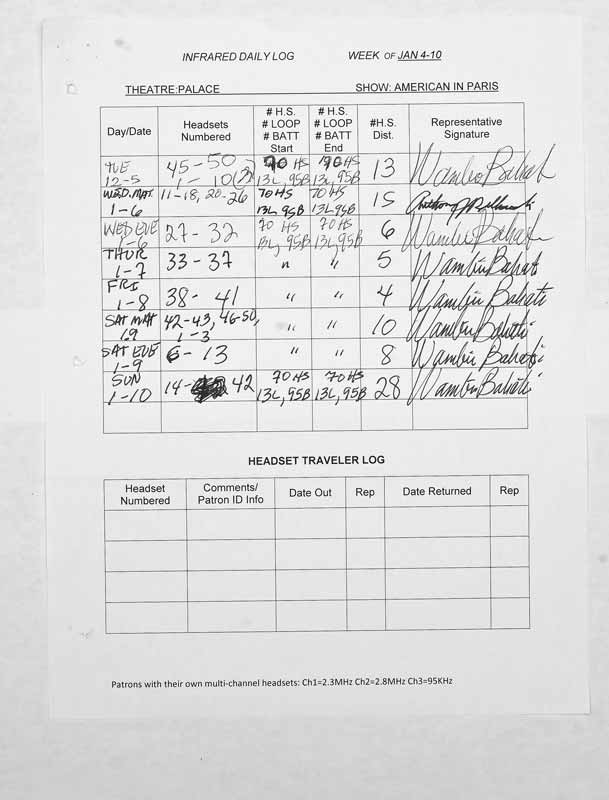 INFRARED DAILY LOG WEEK OF JAN 4-10
THEATRE:PALACE SHOW: AMERICAN IN PARIS
Day/Date Headsets Numbered # H.S. # LOOP # BATT Start # H.S. # LOOP # BATT End #H.S. Dist. Representative Signature
TUE 12-5 45-50 1-10 70 HS 13L, 95B 70 HS 13L, 95B 13 Wambui Bahati
WED. MAT. 1-6 11-18, 20-26 70 HS 13L 95B 70 HS 13L 95B 15
WED EVE 1-6 27-32 70 HS 13L, 95B 70 HS 13L, 95B 6 Wambui Bahati
THUR 1-7 33-37 " " 5 Wambui Bahati
FRI 1-8 38- 41 " " 4 Wambui Bahati
SAT MAT 19 42-43, 46-50, 1-3 " " 10 Wambui Bahati
SAT EVE 1-9 6-13 " " 8 Wambui Bahati
SUN 1-10 14- 42 70 HS 13L, 95B 70 HS 13L, 95B 28 Wambui Bahati
HEADSET TRAVELER LOG
Headset Numbered Comments/ Patron ID Info Date Out Rep Date Returned Rep
Patrons with their own multi-channel headsets: Ch1=2.3MHz Ch2=2.8MHz Ch3=95KHz